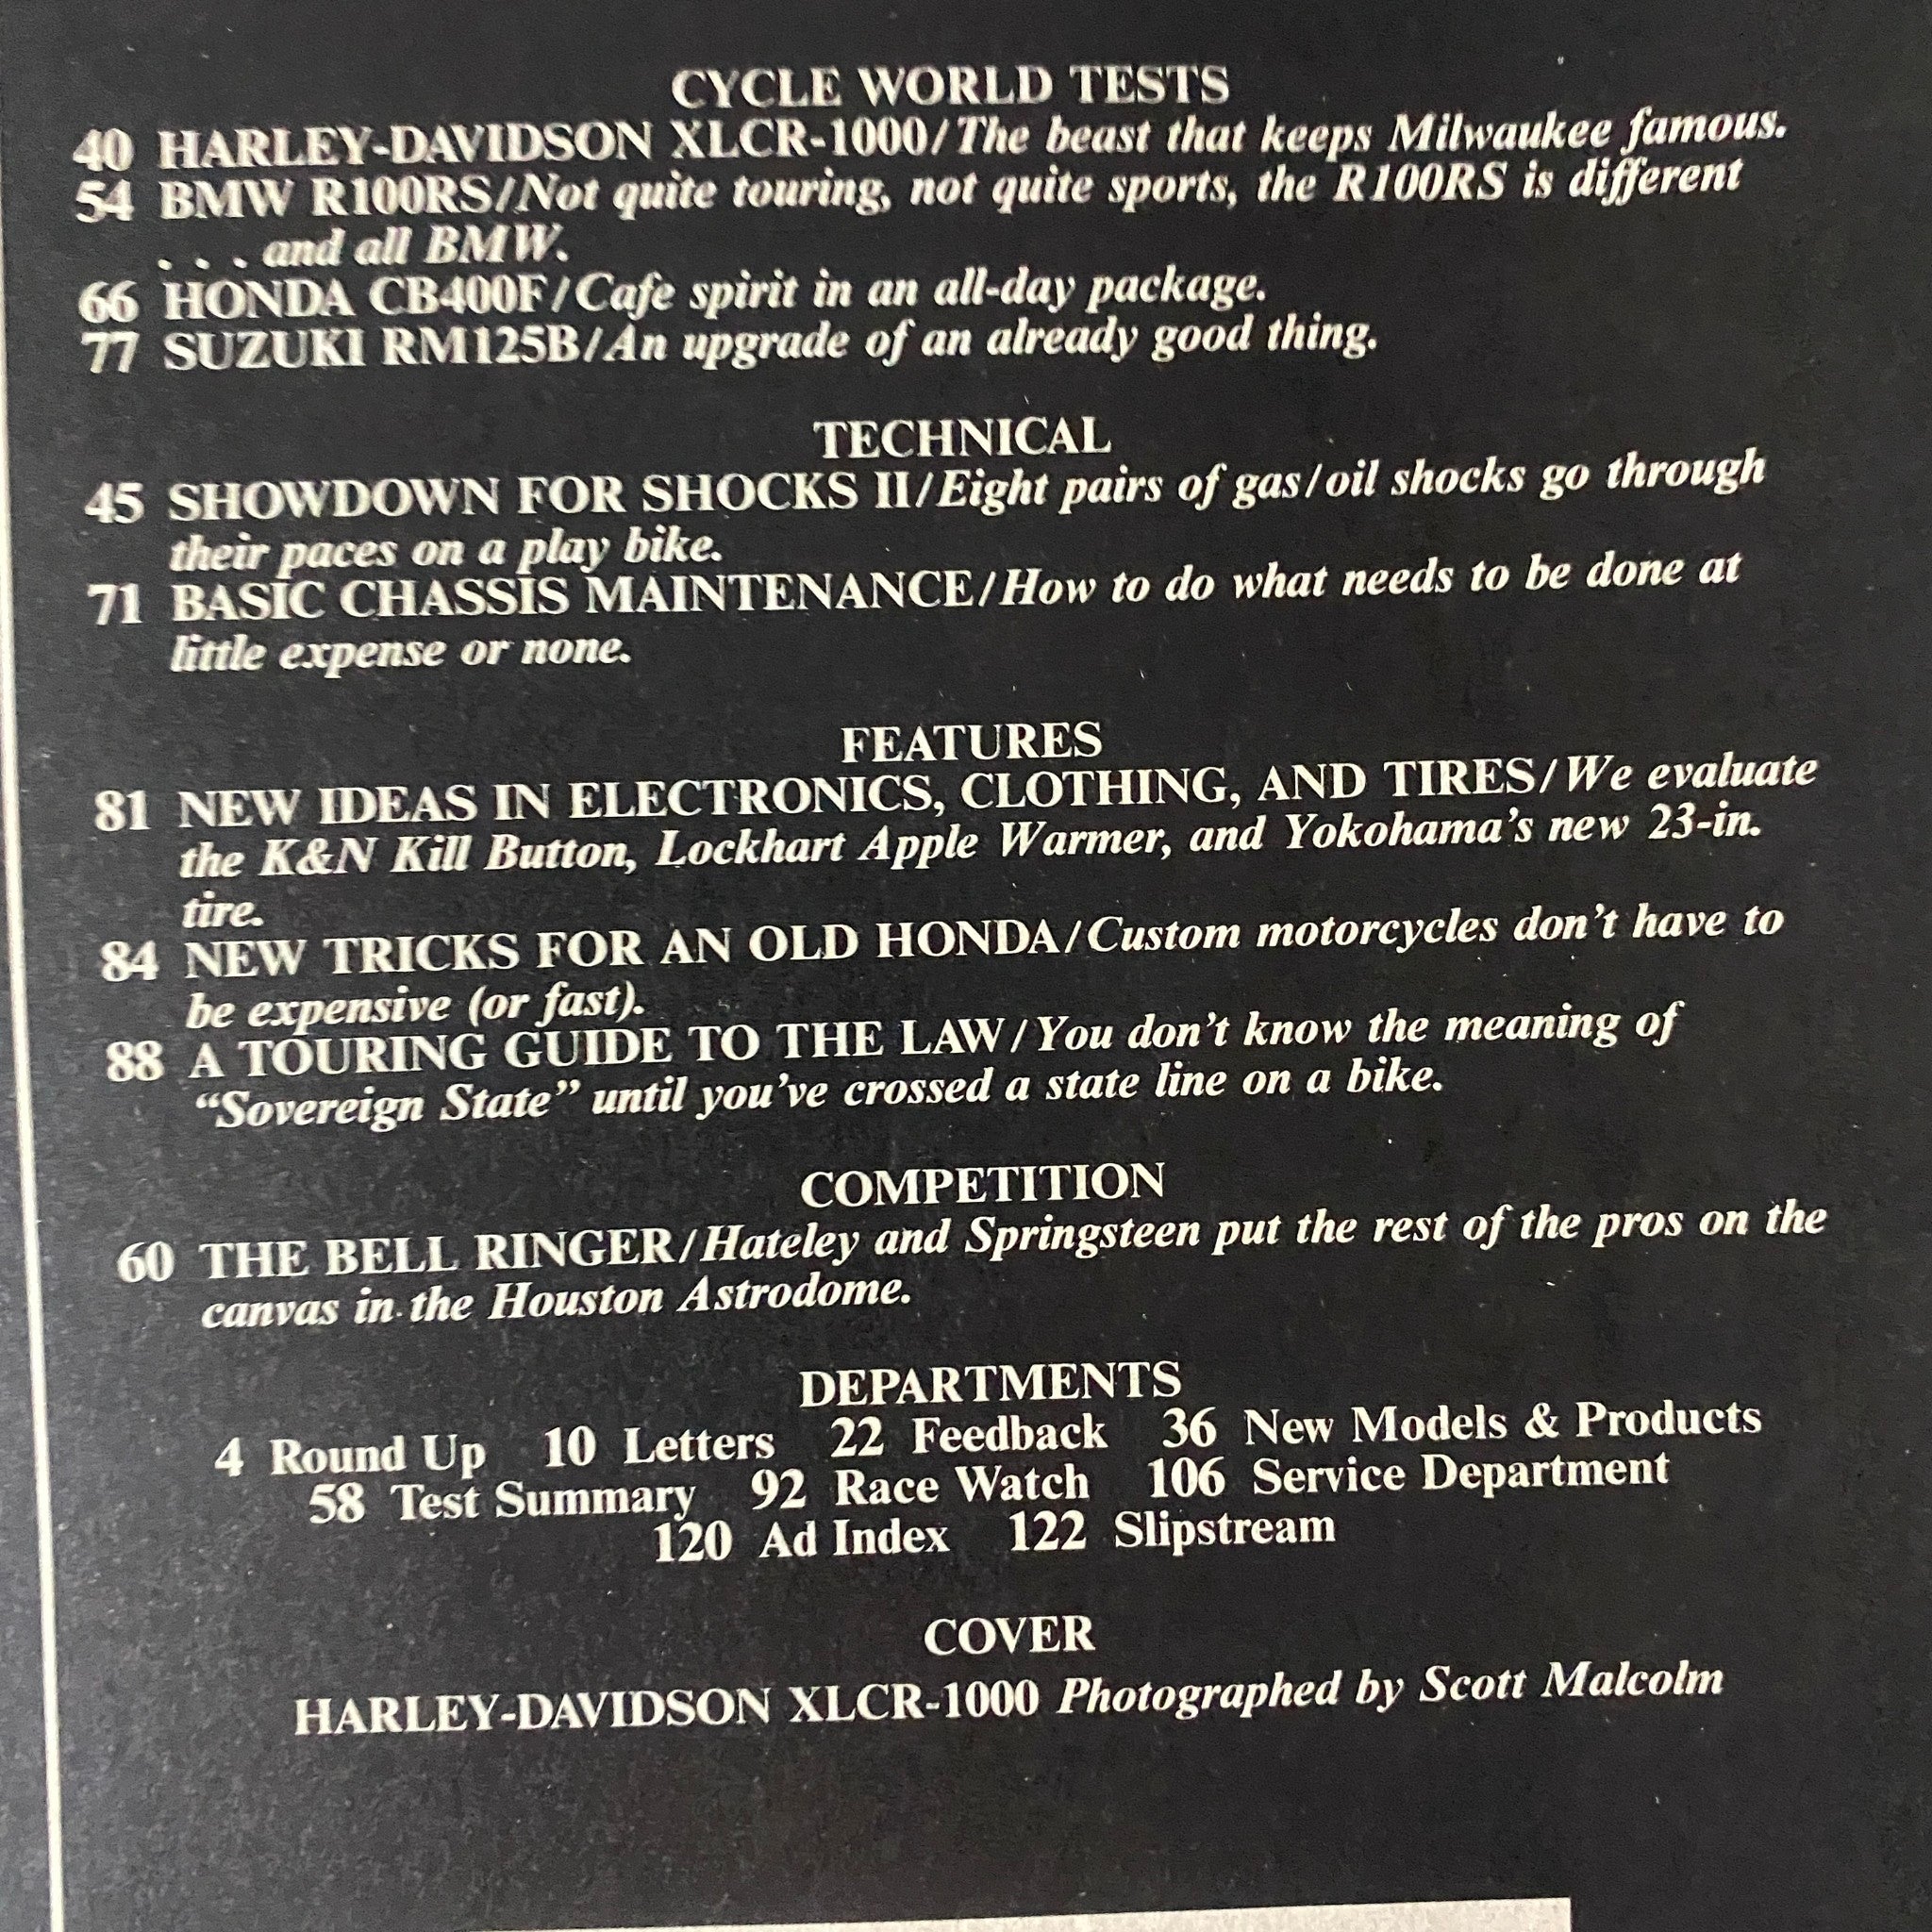 CYCLE WORLD TESTS
40 HARLEY-DAVIDSON XLCR-1000/The beast that keeps Milwaukee famous.
54 BMW R100RS/Not quite touring, not quite sports, the R100RS is different
. . . and all BMW.
66 HONDA CB400F/Cafe spirit in an all-day package.
77 SUZUKI RM125B/An upgrade of an already good thing.
TECHNICAL
45 SHOWDOWN FOR SHOCKS II/Eight pairs of gas/oil shocks go through
their paces on a play bike.
71 BASIC CHASSIS MAINTENANCE/How to do what needs to be done at
little expense or none.
FEATURES
81 NEW IDEAS IN ELECTRONICS, CLOTHING, AND TIRES/We evaluate
the K&N Kill Button, Lockhart Apple Warmer, and Yokohama's new 23-in.
tire.
84 NEW TRICKS FOR AN OLD HONDA/Custom motorcycles don't have to
be expensive (or fast).
88 A TOURING GUIDE TO THE LAW/You don't know the meaning of
“Sovereign State” until you've crossed a state line on a bike.
COMPETITION
60 THE BELL RINGER/Hateley and Springsteen put the rest of the pros on the
canvas in the Houston Astrodome.
DEPARTMENTS
4 Round Up 10 Letters 22 Feedback 36 New Models & Products
58 Test Summary 92 Race Watch 106 Service Department
120 Ad Index 122 Slipstream
COVER
HARLEY-DAVIDSON XLCR-1000 Photographed by Scott Malcolm